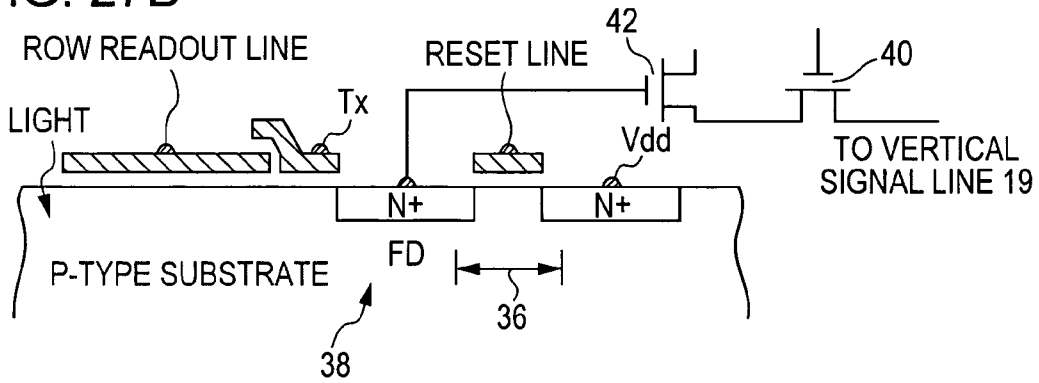 FIG. 27B
ROW READOUT LINE
RESET LINE
42
40
LIGHT
Tx
Vdd
TO VERTICAL
SIGNAL LINE 19
N+
N+
FD
P-TYPE SUBSTRATE
36
38